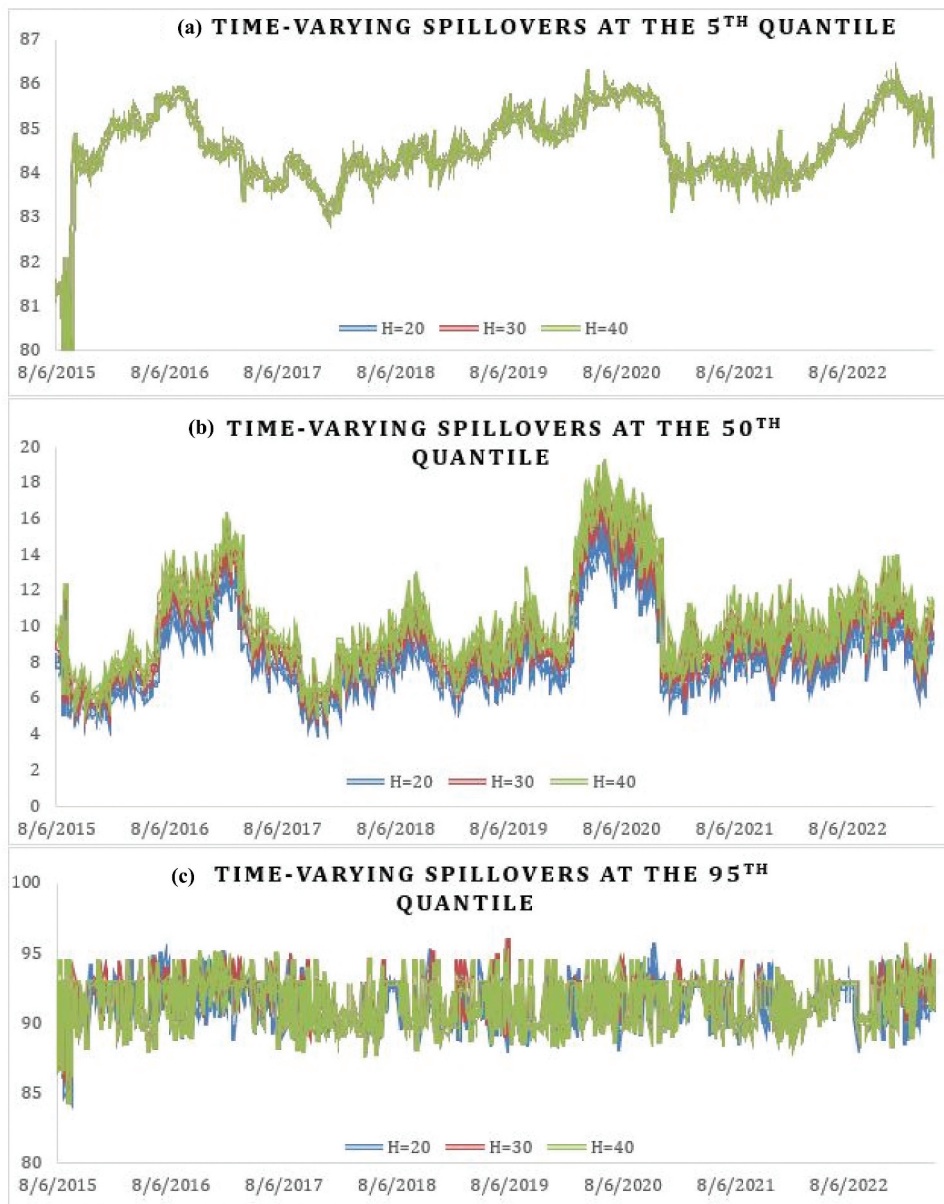 (a) TIME-VARYING SPILLOVERS AT THE 5TH QUANTILE
87
86
85
84
83
82
81
80
H=20 H=30 H=40
8/6/2015 8/6/2016 8/6/2017 8/6/2018 8/6/2019 8/6/2020 8/6/2021 8/6/2022
(b) TIME-VARYING SPILLOVERS AT THE 50TH
QUANTILE
20
18
16
14
12
10
8
6
4
2
0
H=20 H=30 H=40
8/6/2015 8/6/2016 8/6/2017 8/6/2018 8/6/2019 8/6/2020 8/6/2021 8/6/2022
(c) TIME-VARYING SPILLOVERS AT THE 95TH
QUANTILE
100
95
90
85
80
H=20 H=30 H=40
8/6/2015 8/6/2016 8/6/2017 8/6/2018 8/6/2019 8/6/2020 8/6/2021 8/6/2022